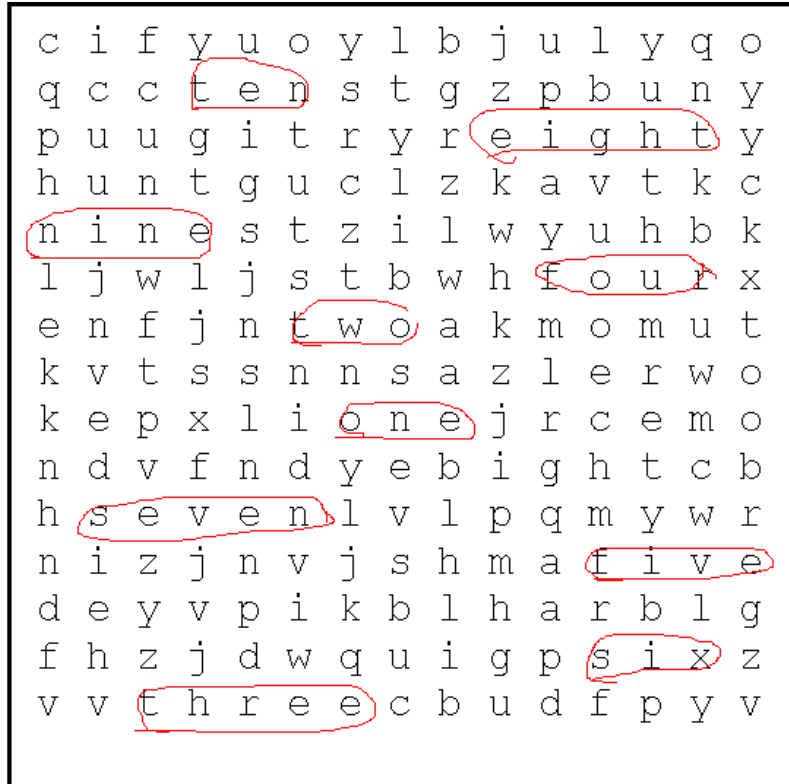 c i f y u o y l b j u l y q o
q c c t e n s t g z p b u n y
p u u g i t r y r e i g h t y
h u n t g u c l z k a v t k c
n i n e s t z i l w y u h b k
l j w l j s t b w h f o u r x
e n f j n t w o a k m o m u t
k v t s s n n s a z l e r w o
k e p x l i o n e j r c e m o
n d v f n d y e b i g h t c b
h s e v e n l v l p q m y w r
n i z j n v j s h m a f i v e
d e y v p i k b l h a r b l g
f h z j d w q u i g p s i x z
v v t h r e e c b u d f p y v